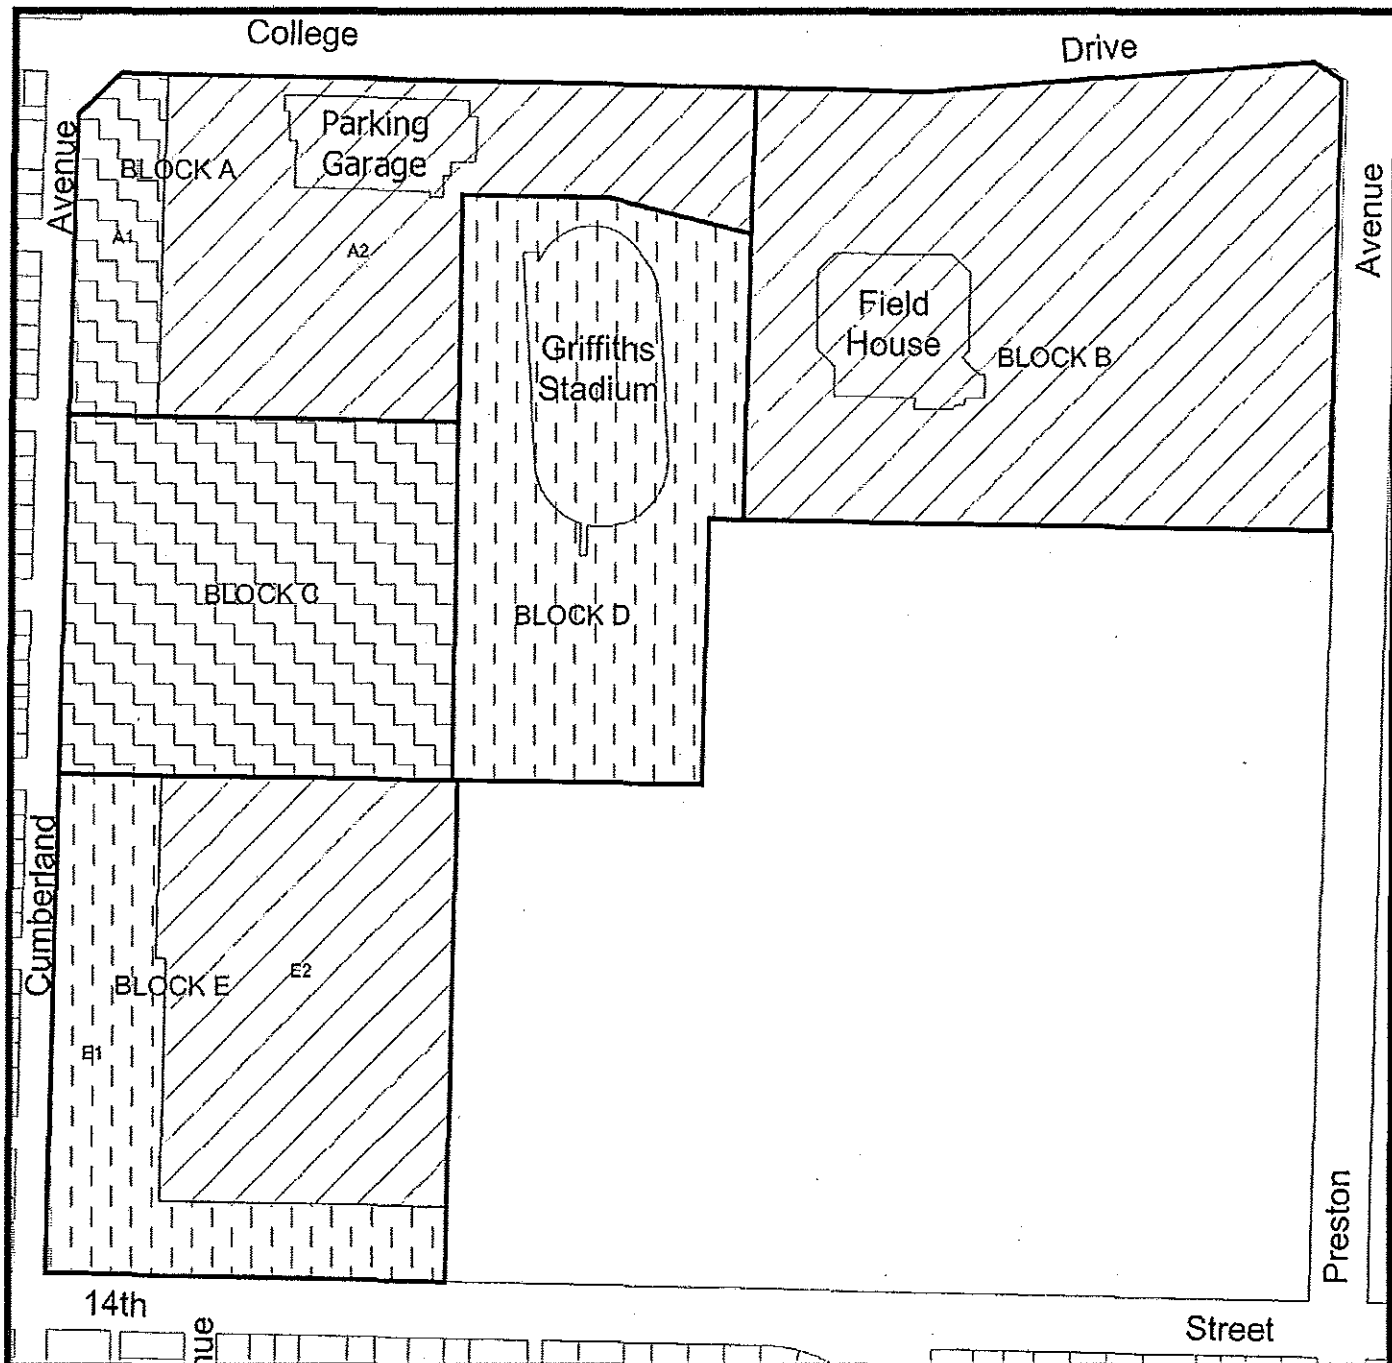 College
Drive
Parking
Garage
Avenue
BLOCK A
Avenue
A1
A2
Field
House
Griffiths
Stadium
BLOCK B
BLOCK C
BLOCK D
Cumberland
E2
BLOCK E
E1
Preston
14th
Street
nue